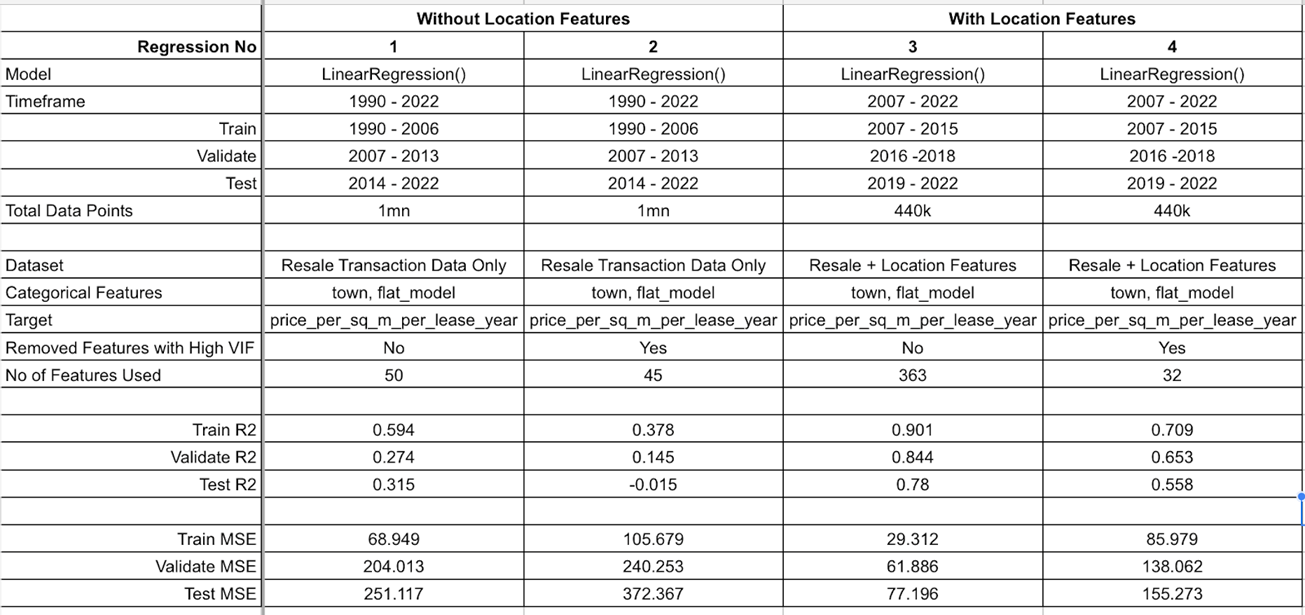 Without Location Features With Location Features
Regression No 1 2 3 4
Model LinearRegression() LinearRegression() LinearRegression() LinearRegression()
Timeframe 1990 - 2022 1990 - 2022 2007 - 2022 2007 - 2022
Train 1990 - 2006 1990 - 2006 2007 - 2015 2007 - 2015
Validate 2007 - 2013 2007 - 2013 2016 -2018 2016 -2018
Test 2014 - 2022 2014 - 2022 2019 - 2022 2019 - 2022
Total Data Points 1mn 1mn 440k 440k
Dataset Resale Transaction Data Only Resale Transaction Data Only Resale + Location Features Resale + Location Features
Categorical Features town, flat_model town, flat_model town, flat_model town, flat_model
Target price_per_sq_m_per_lease_year price_per_sq_m_per_lease_year price_per_sq_m_per_lease_year price_per_sq_m_per_lease_year
Removed Features with High VIF No Yes No Yes
No of Features Used 50 45 363 32
Train R2 0.594 0.378 0.901 0.709
Validate R2 0.274 0.145 0.844 0.653
Test R2 0.315 -0.015 0.78 0.558
Train MSE 68.949 105.679 29.312 85.979
Validate MSE 204.013 240.253 61.886 138.062
Test MSE 251.117 372.367 77.196 155.273